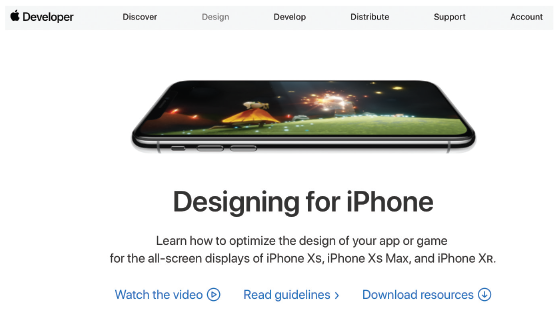 Developer Discover Design Develop Distribute Support Account
Designing for iPhone
Learn how to optimize the design of your app or game
for the all-screen displays of iPhone Xs, iPhone Xs Max, and iPhone XR.
Watch the video Read guidelines › Download resources